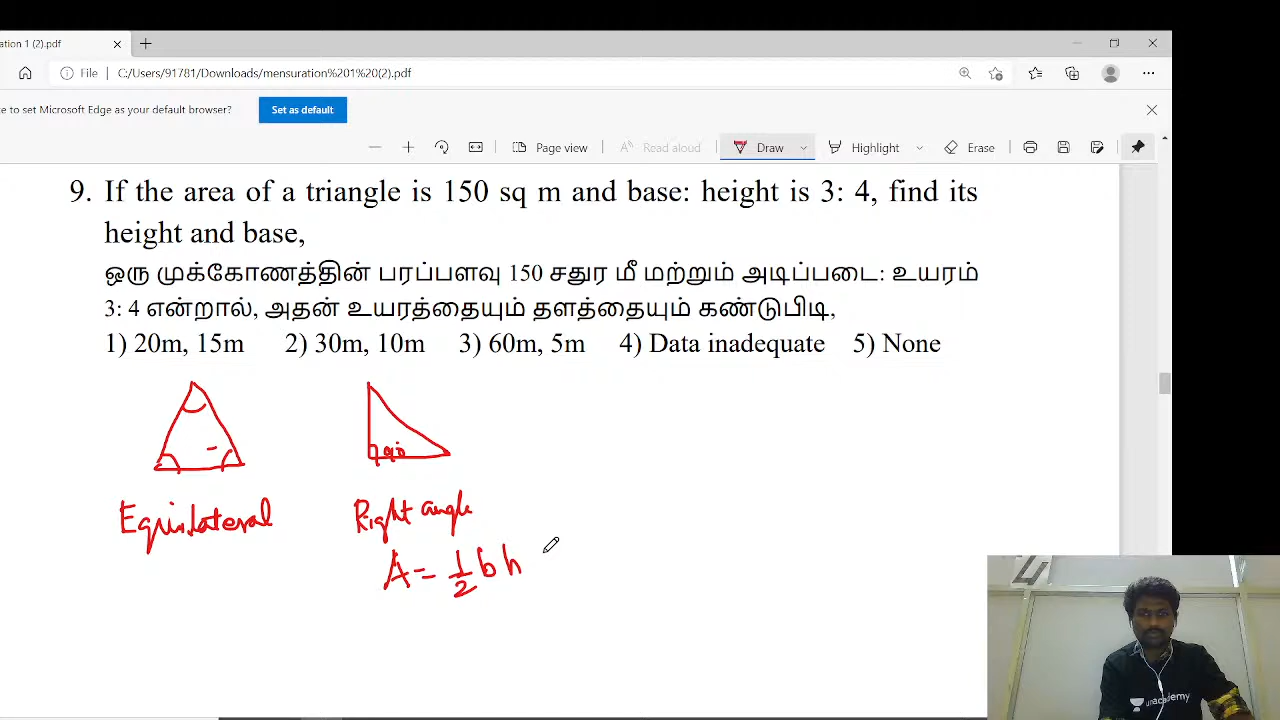 ation 1 (2).pdf
File C:/Users/91781/Downloads/mensuration%201%20(2).pdf
e to set Microsoft Edge as your default browser? Set as default
Page view Read aloud Draw Highlight Erase
9. If the area of a triangle is 150 sq m and base: height is 3: 4, find its
height and base,
ஒரு முக்கோணத்தின் பரப்பளவு 150 சதுர மீ மற்றும் அடிப்படை: உயரம்
3: 4 என்றால், அதன் உயரத்தையும் தளத்தையும் கண்டுபிடி,
1) 20m, 15m 2) 30m, 10m 3) 60m, 5m 4) Data inadequate 5) None
90
Equilateral Right angle
A = 1/2 b h
unacademy